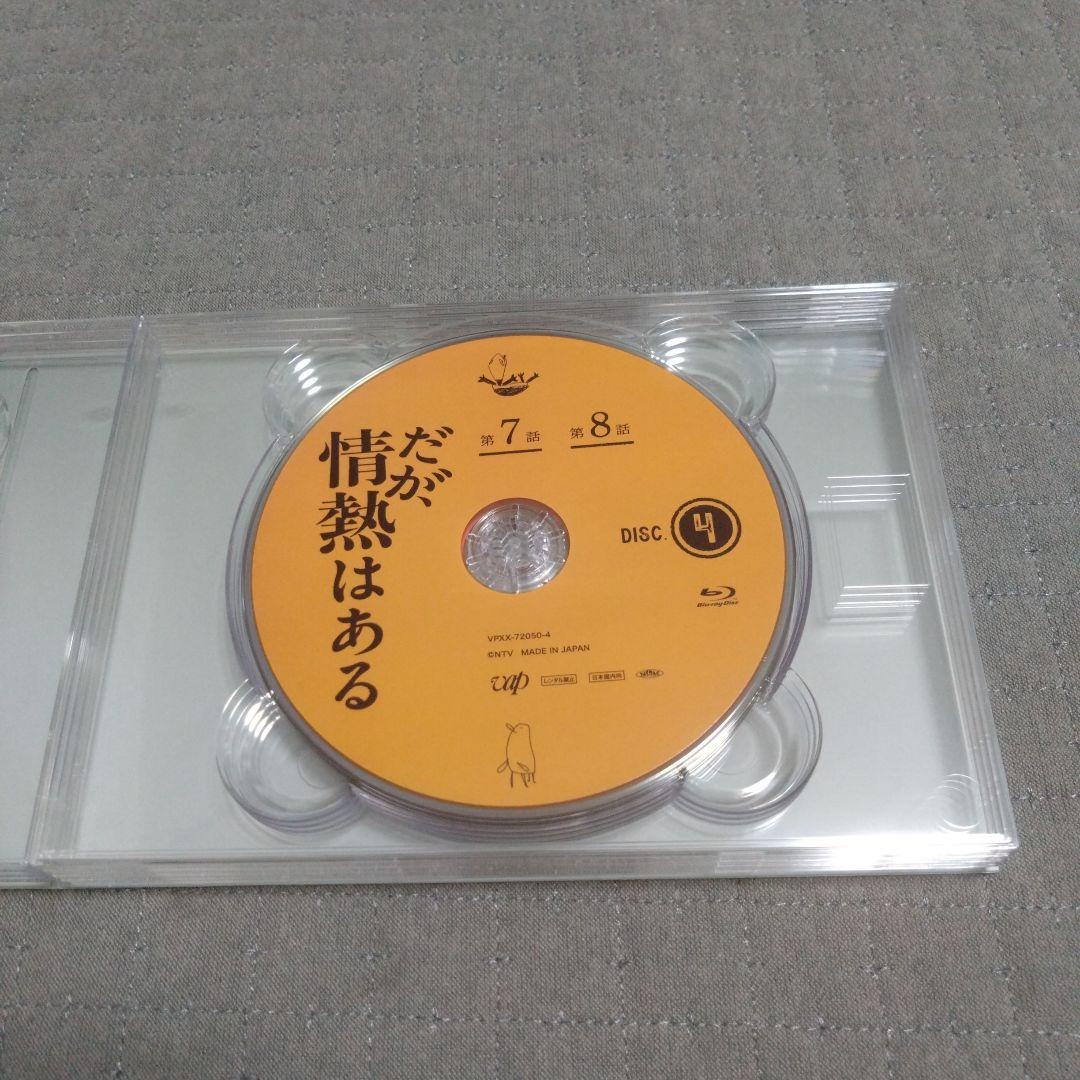 だが、
情熱はある
第7話
第8話
DISC. 4
Blu-ray Disc
VPXX-72050-4
©NTV MADE IN JAPAN
vap
レンタル禁止
日本国内向